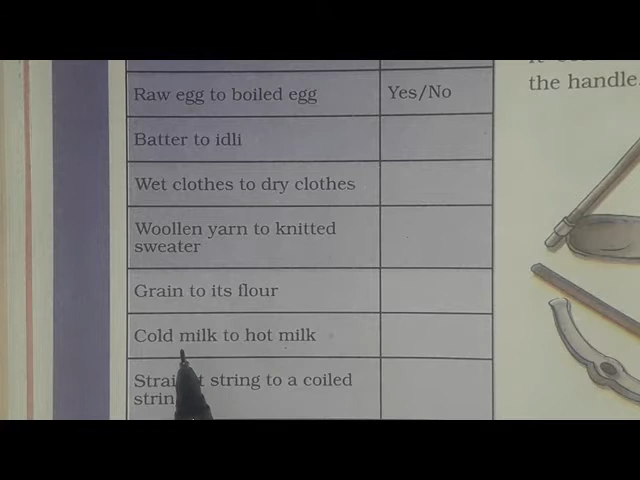 the handle.
Raw egg to boiled egg Yes/No
Batter to idli
Wet clothes to dry clothes
Woollen yarn to knitted
sweater
Grain to its flour
Cold milk to hot milk
string to a coiled